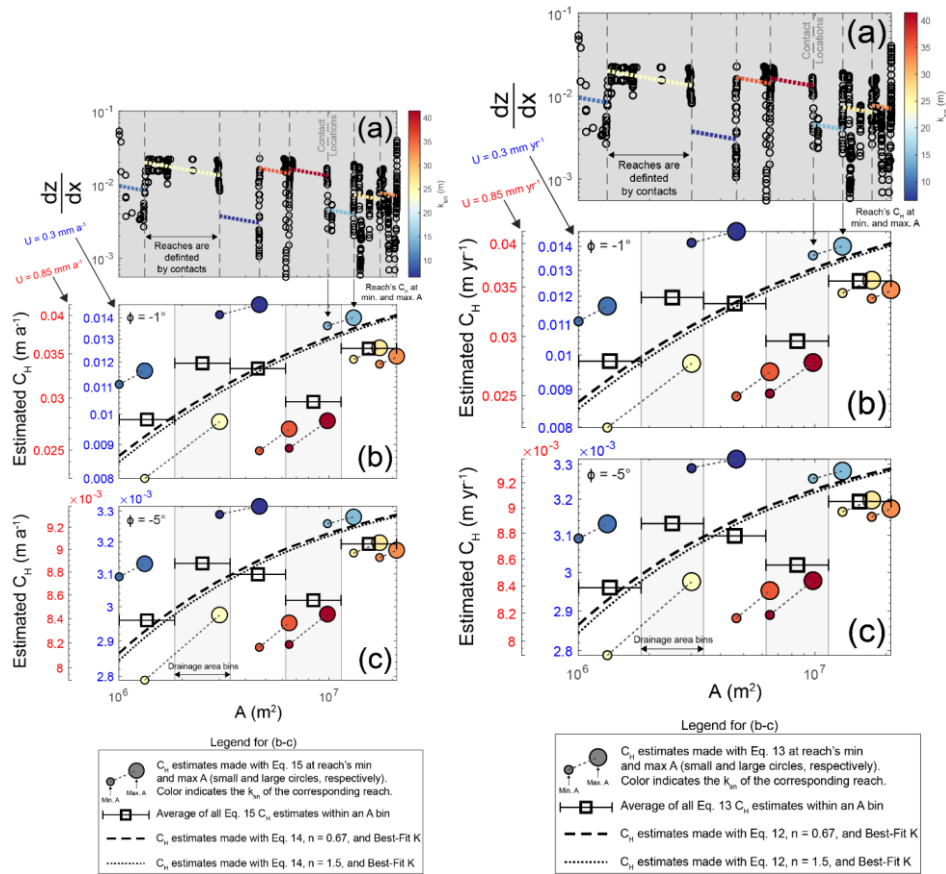 (a)
10⁻¹
10⁻²
10⁻³
dz
dx
Contact
Locations
Reaches are
definted
by contacts
40
35
30
25
20
15
10
kₛₙ (m)
U = 0.3 mm a⁻¹
U = 0.85 mm a⁻¹
Reach's C_H at
min. and max. A
Estimated C_H (m a⁻¹)
0.04
0.035
0.03
0.025
0.014
0.013
0.012
0.011
0.01
0.009
0.008
ϕ = -1°
(b)
×10⁻³
×10⁻³
Estimated C_H (m a⁻¹)
9.2
9
8.8
8.6
8.4
8.2
8
3.3
3.2
3.1
3
2.9
2.8
ϕ = -5°
Drainage area bins
(c)
10⁶
10⁷
A (m²)
Legend for (b-c)
Min. A
Max. A
C_H estimates made with Eq. 15 at reach's min
and max A (small and large circles, respectively).
Color indicates the kₛₙ of the corresponding reach.
Average of all Eq. 15 C_H estimates within an A bin
C_H estimates made with Eq. 14, n = 0.67, and Best-Fit K
C_H estimates made with Eq. 14, n = 1.5, and Best-Fit K
(a)
10⁻¹
10⁻²
10⁻³
dz
dx
Contact
Locations
Reaches are
defined
by contacts
40
35
30
25
20
15
10
kₛₙ (m)
U = 0.3 mm yr⁻¹
U = 0.85 mm yr⁻¹
Reach's C_H at
min. and max. A
Estimated C_H (m yr⁻¹)
0.04
0.035
0.03
0.025
0.014
0.013
0.012
0.011
0.01
0.009
0.008
ϕ = -1°
(b)
×10⁻³
×10⁻³
Estimated C_H (m yr⁻¹)
9.2
9
8.8
8.6
8.4
8.2
8
3.3
3.2
3.1
3
2.9
2.8
ϕ = -5°
Drainage area bins
(c)
10⁶
10⁷
A (m²)
Legend for (b-c)
Min. A
Max. A
C_H estimates made with Eq. 13 at reach's min
and max A (small and large circles, respectively).
Color indicates the kₛₙ of the corresponding reach.
Average of all Eq. 13 C_H estimates within an A bin
C_H estimates made with Eq. 12, n = 0.67, and Best-Fit K
C_H estimates made with Eq. 12, n = 1.5, and Best-Fit K